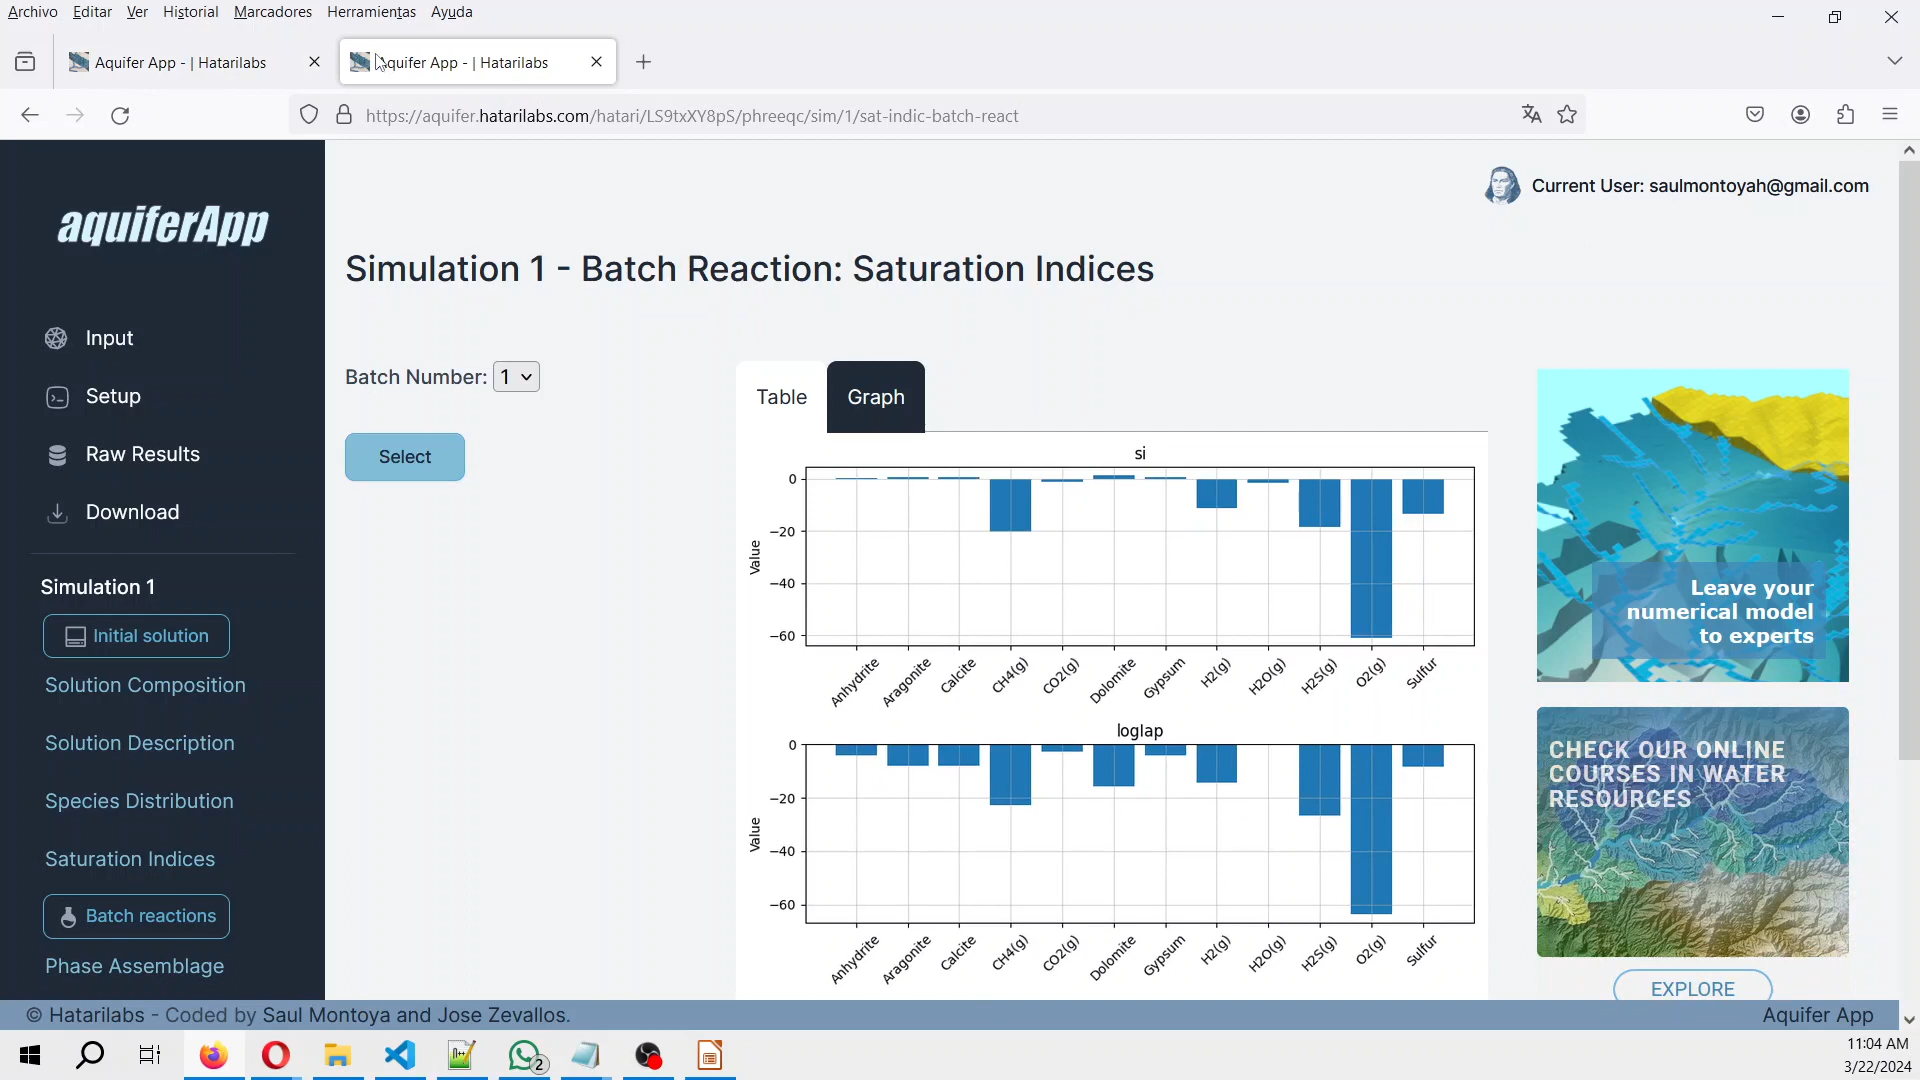 Archivo Editar Ver Historial Marcadores Herramientas Ayuda
Aquifer App - | Hatarilabs
Aquifer App - | Hatarilabs
https://aquifer.hatarilabs.com/hatari/LS9txXY8pS/phreeqc/sim/1/sat-indic-batch-react
aquiferApp
Current User: saulmontoyah@gmail.com
Simulation 1 - Batch Reaction: Saturation Indices
Input
Setup
Raw Results
Download
Simulation 1
Initial solution
Solution Composition
Solution Description
Species Distribution
Saturation Indices
Batch reactions
Phase Assemblage
Batch Number: 1
Select
Table Graph
si
Value
0
−20
−40
−60
Anhydrite Aragonite Calcite CH4(g) CO2(g) Dolomite Gypsum H2(g) H2O(g) H2S(g) O2(g) Sulfur
logIap
Value
0
−20
−40
−60
Anhydrite Aragonite Calcite CH4(g) CO2(g) Dolomite Gypsum H2(g) H2O(g) H2S(g) O2(g) Sulfur
Leave your
numerical model
to experts
CHECK OUR ONLINE
COURSES IN WATER
RESOURCES
EXPLORE
© Hatarilabs - Coded by Saul Montoya and Jose Zevallos.
Aquifer App
2
11:04 AM
3/22/2024